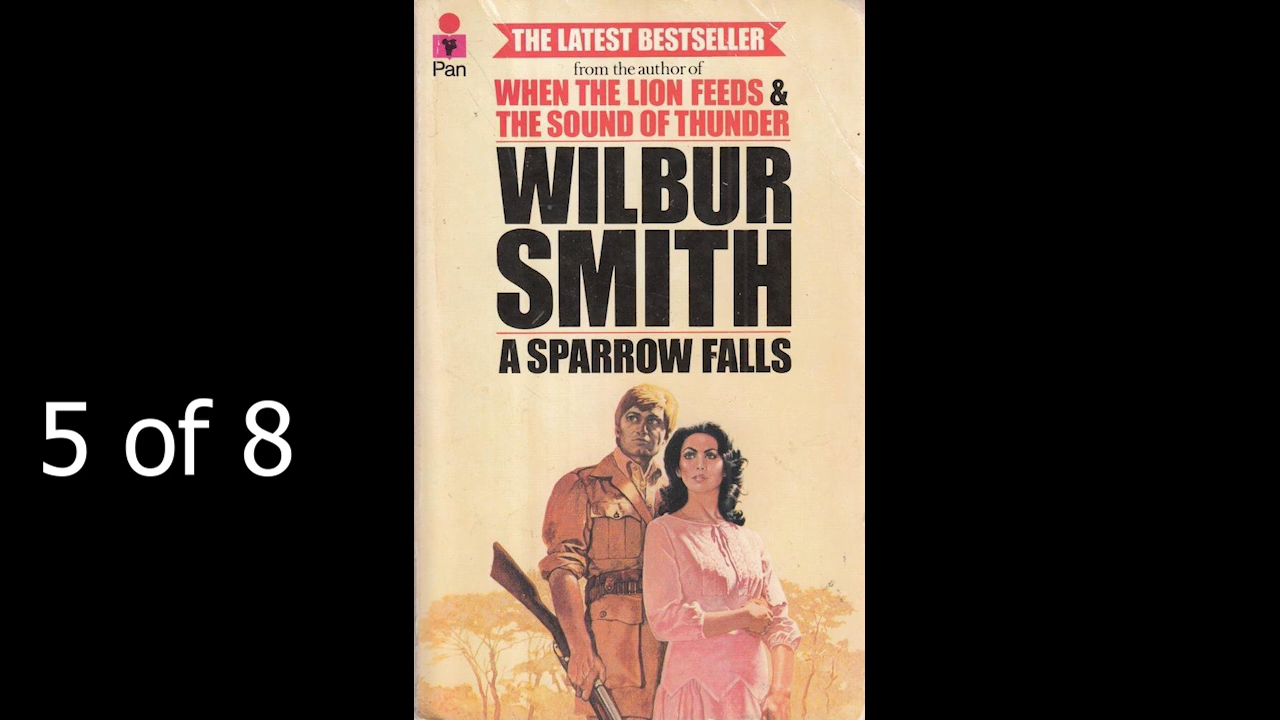 Pan
THE LATEST BESTSELLER
from the author of
WHEN THE LION FEEDS &
THE SOUND OF THUNDER
WILBUR
SMITH
A SPARROW FALLS
5 of 8